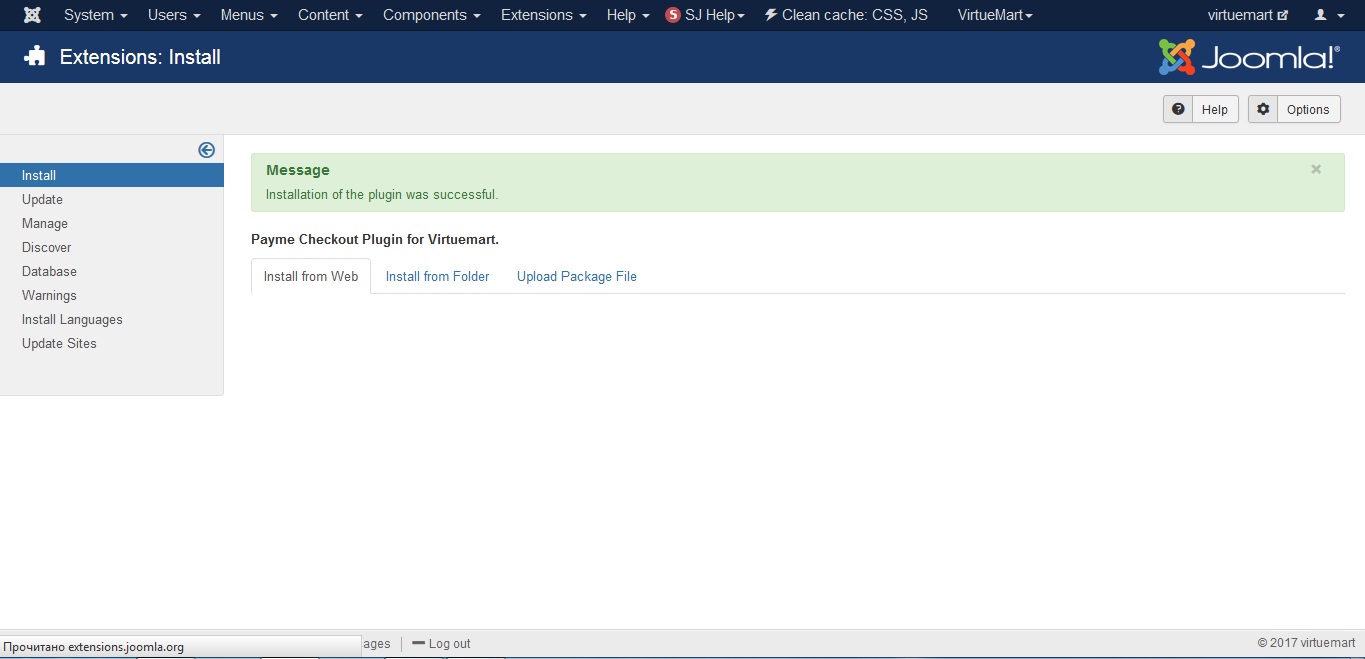 System Users Menus Content Components Extensions Help S SJ Help Clean cache: CSS, JS VirtueMart virtuemart
Extensions: Install
Joomla!®
Help Options
Install
Update
Manage
Discover
Database
Warnings
Install Languages
Update Sites
Message
×
Installation of the plugin was successful.
Payme Checkout Plugin for Virtuemart.
Install from Web Install from Folder Upload Package File
Прочитано extensions.joomla.org
ages Log out
© 2017 virtuemart